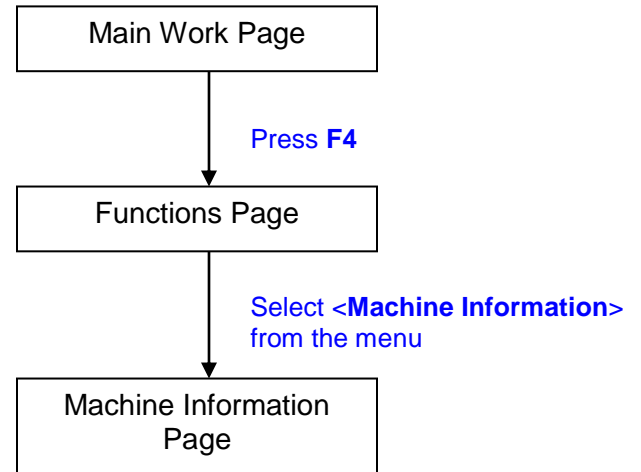 Main Work Page
Press F4
Functions Page
Select <Machine Information>
from the menu
Machine Information
Page